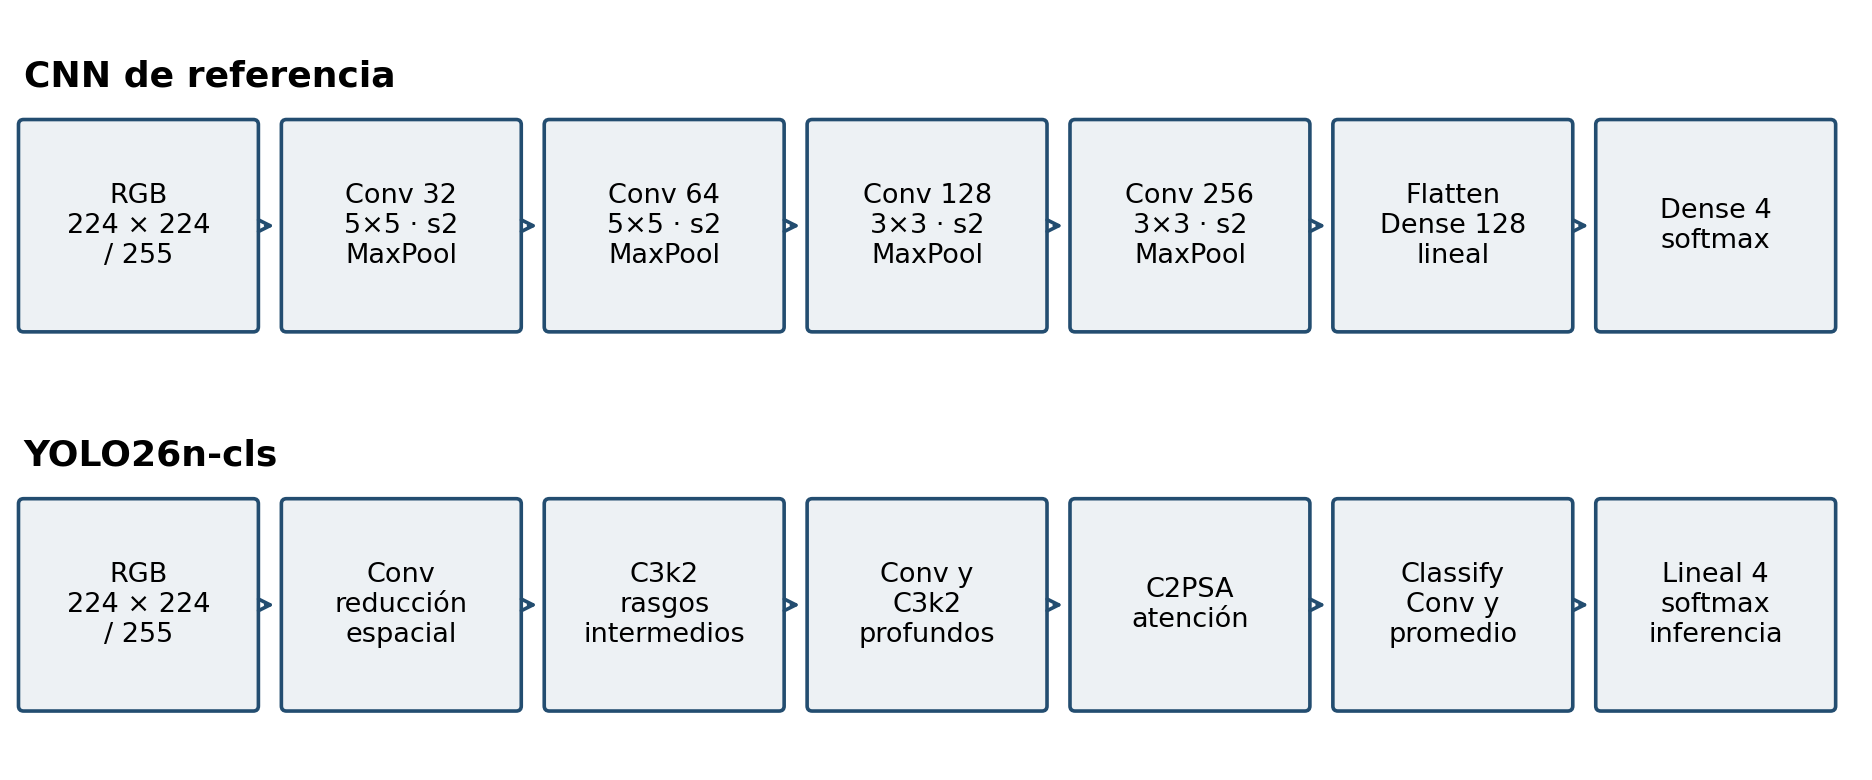 CNN de referencia
RGB
224 × 224
/ 255
Conv 32
5×5 · s2
MaxPool
Conv 64
5×5 · s2
MaxPool
Conv 128
3×3 · s2
MaxPool
Conv 256
3×3 · s2
MaxPool
Flatten
Dense 128
lineal
Dense 4
softmax
YOLO26n-cls
RGB
224 × 224
/ 255
Conv
reducción
espacial
C3k2
rasgos
intermedios
Conv y
C3k2
profundos
C2PSA
atención
Classify
Conv y
promedio
Lineal 4
softmax
inferencia